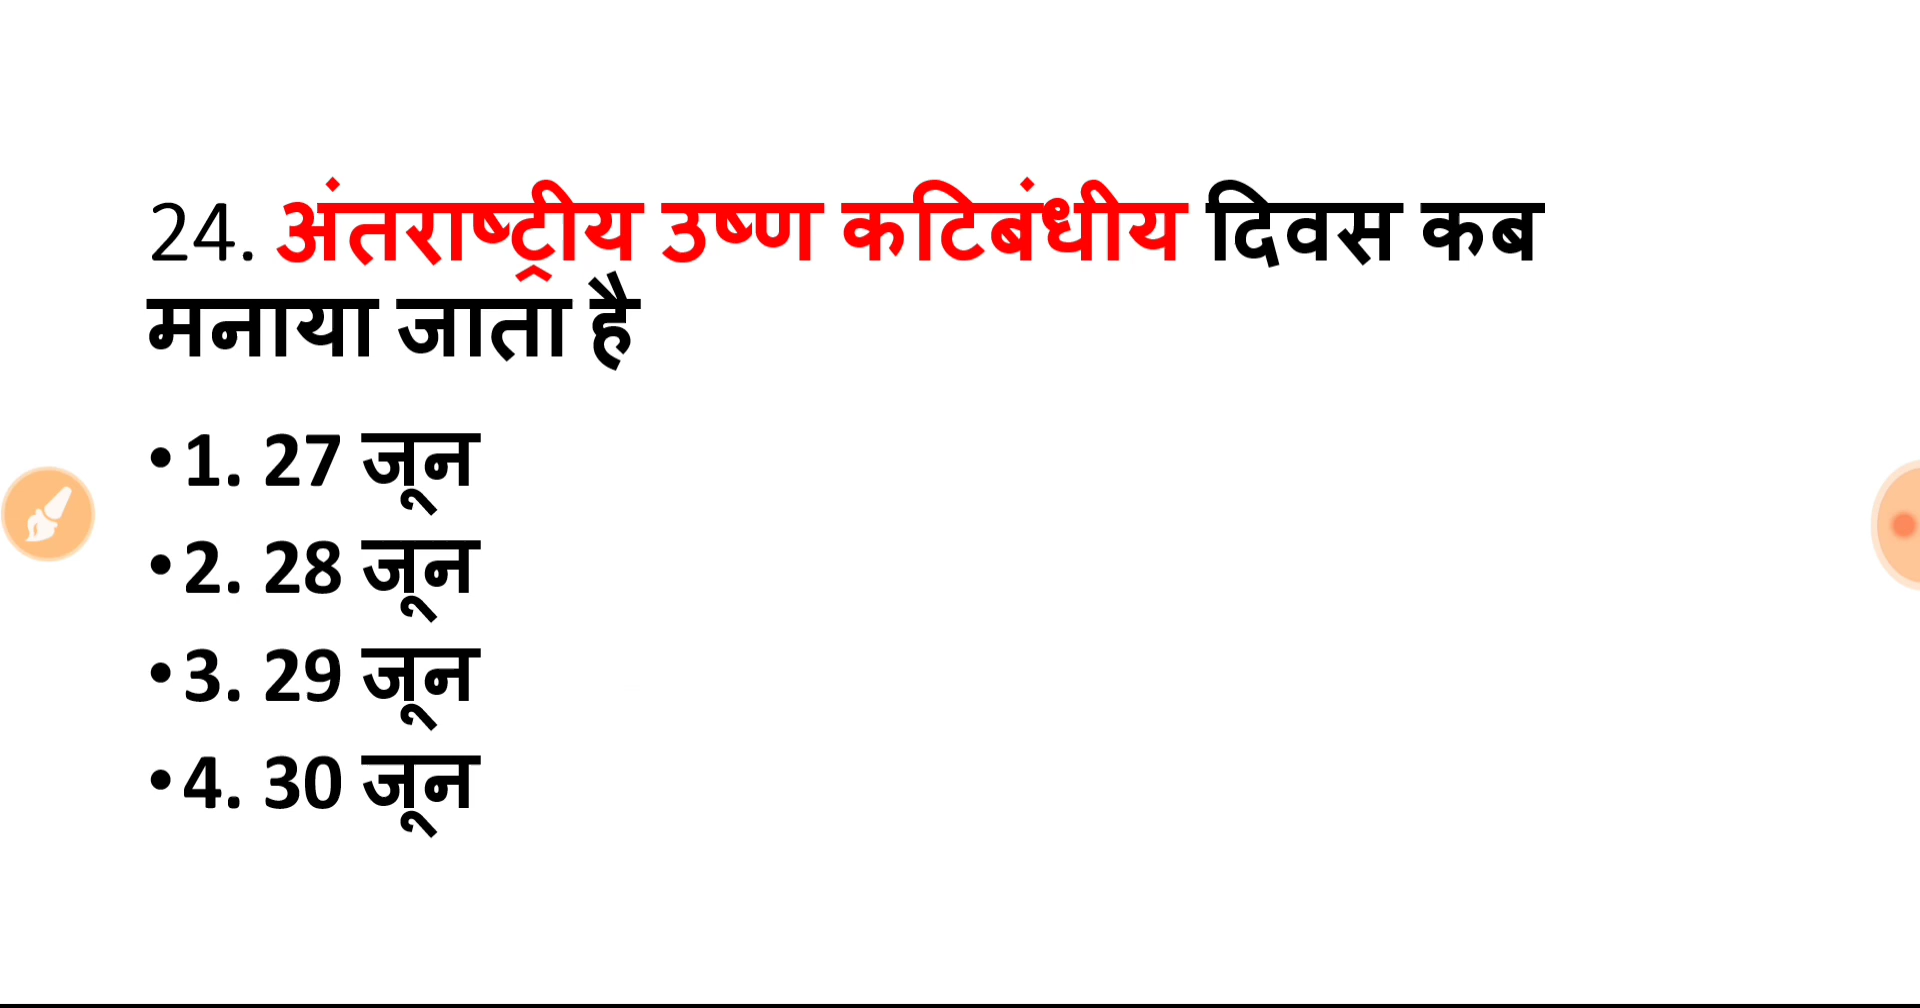 24. अंतराष्ट्रीय उष्ण कटिबंधीय दिवस कब
मनाया जाता है
•1. 27 जून
•2. 28 जून
•3. 29 जून
•4. 30 जून